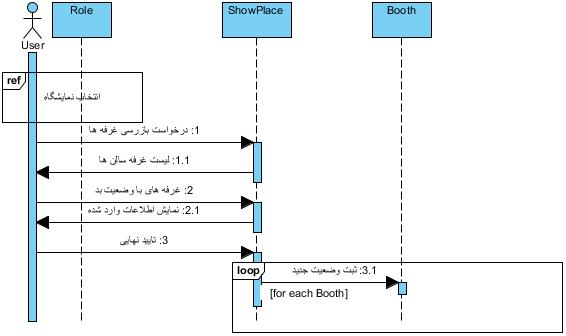 Role
ShowPlace
Booth
User
ref
انتخاب نمایشگاه
1: درخواست بازرسی غرفه ها
1.1: لیست غرفه سالن ها
2: غرفه های با وضعیت بد
2.1: نمایش اطلاعات وارد شده
3: تایید نهایی
loop
3.1: ثبت وضعیت جدید
[for each Booth]